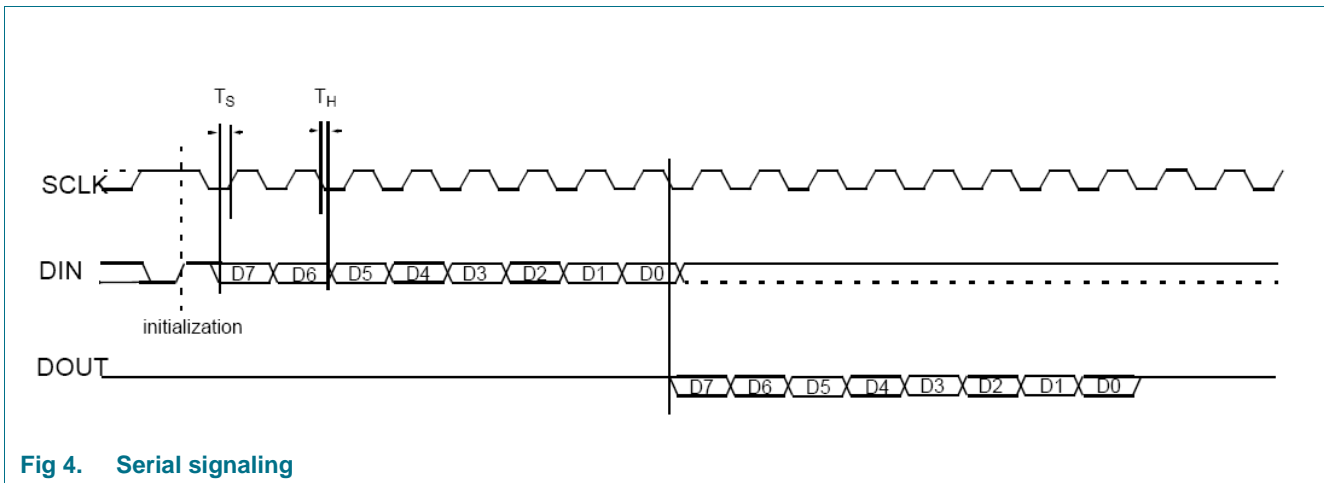 TS TH
SCLK
DIN D7 D6 D5 D4 D3 D2 D1 D0
initialization
DOUT D7 D6 D5 D4 D3 D2 D1 D0
Fig 4. Serial signaling